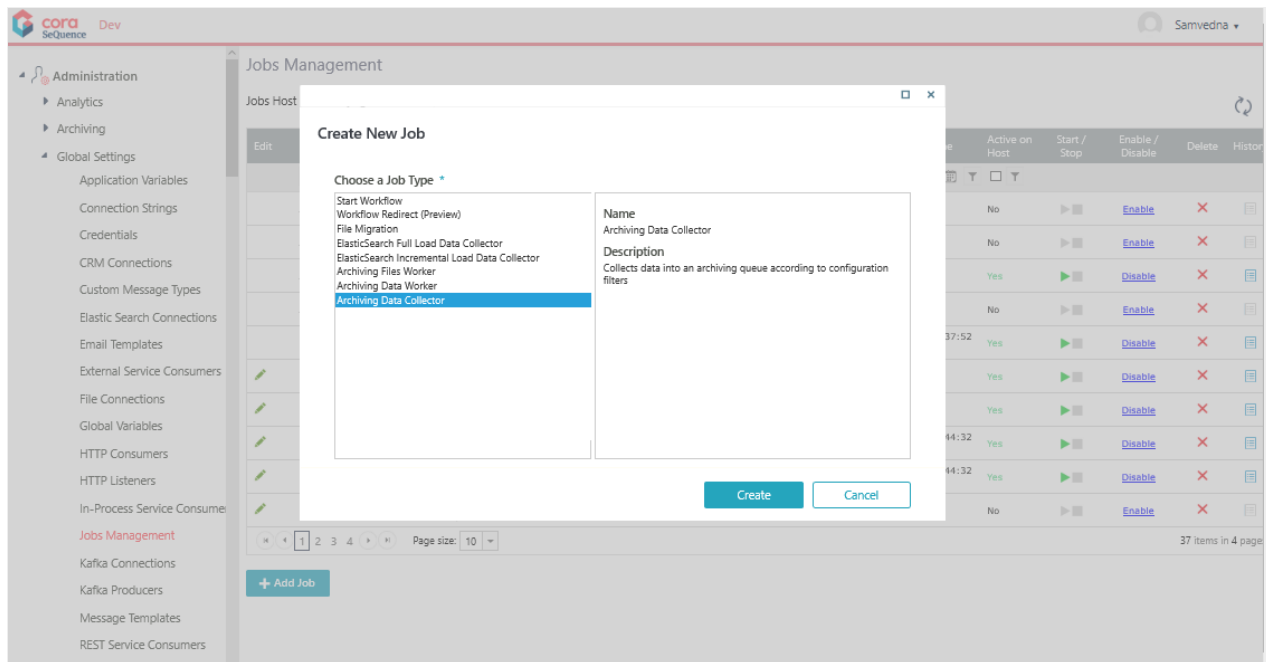 cora
SeQuence
Dev
Samvedna
Administration
Analytics
Archiving
Global Settings
Application Variables
Connection Strings
Credentials
CRM Connections
Custom Message Types
Elastic Search Connections
Email Templates
External Service Consumers
File Connections
Global Variables
HTTP Consumers
HTTP Listeners
In-Process Service Consume
Jobs Management
Kafka Connections
Kafka Producers
Message Templates
REST Service Consumers
Jobs Management
Jobs Host
Create New Job
Choose a Job Type *
Start Workflow
Workflow Redirect (Preview)
File Migration
ElasticSearch Full Load Data Collector
ElasticSearch Incremental Load Data Collector
Archiving Files Worker
Archiving Data Worker
Archiving Data Collector
Name
Archiving Data Collector
Description
Collects data into an archiving queue according to configuration
filters
Create Cancel
Edit Active on Host Start / Stop Enable / Disable Delete Histor
No Enable
No Enable
Yes Disable
No Enable
37:52 Yes Disable
Yes Disable
Yes Disable
44:32 Yes Disable
44:32 Yes Disable
No Enable
1 2 3 4 Page size: 10
37 items in 4 page
+ Add Job